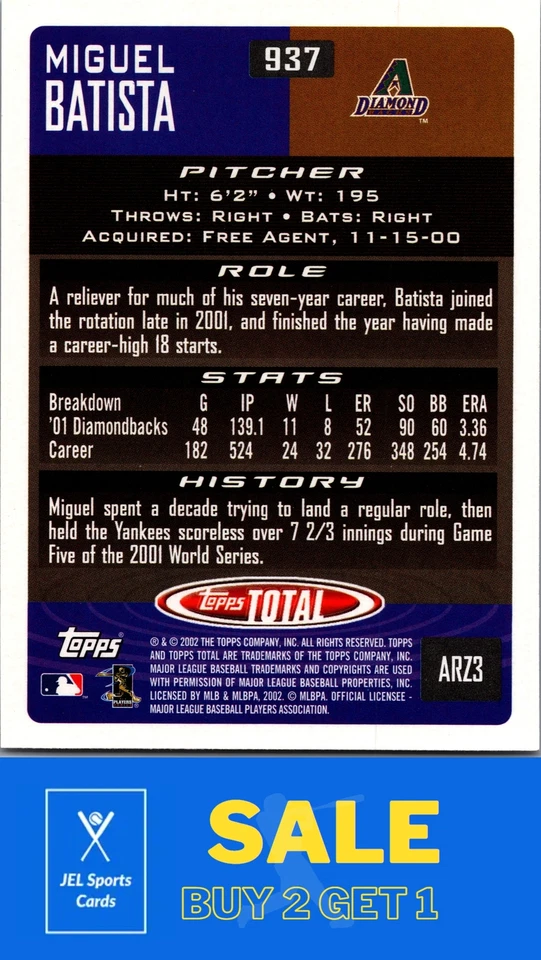 MIGUEL
BATISTA
937
DIAMOND
BACKS
™
PITCHER
HT: 6'2" • WT: 195
THROWS: RIGHT • BATS: RIGHT
ACQUIRED: FREE AGENT, 11-15-00
ROLE
A reliever for much of his seven-year career, Batista joined
the rotation late in 2001, and finished the year having made
a career-high 18 starts.
STATS
Breakdown G IP W L ER SO BB ERA
'01 Diamondbacks 48 139.1 11 8 52 90 60 3.36
Career 182 524 24 32 276 348 254 4.74
HISTORY
Miguel spent a decade trying to land a regular role, then
held the Yankees scoreless over 7 2/3 innings during Game
Five of the 2001 World Series.
TOPPS TOTAL
TOPPS®
® & © 2002 THE TOPPS COMPANY, INC. ALL RIGHTS RESERVED. TOPPS
AND TOPPS TOTAL ARE TRADEMARKS OF THE TOPPS COMPANY, INC.
MAJOR LEAGUE BASEBALL TRADEMARKS AND COPYRIGHTS ARE USED
WITH PERMISSION OF MAJOR LEAGUE BASEBALL PROPERTIES, INC.
LICENSED BY MLB & MLBPA, 2002. © MLBPA. OFFICIAL LICENSEE -
MAJOR LEAGUE BASEBALL PLAYERS ASSOCIATION.
PLAYERS
ARZ3
JEL Sports
Cards
SALE
BUY 2 GET 1